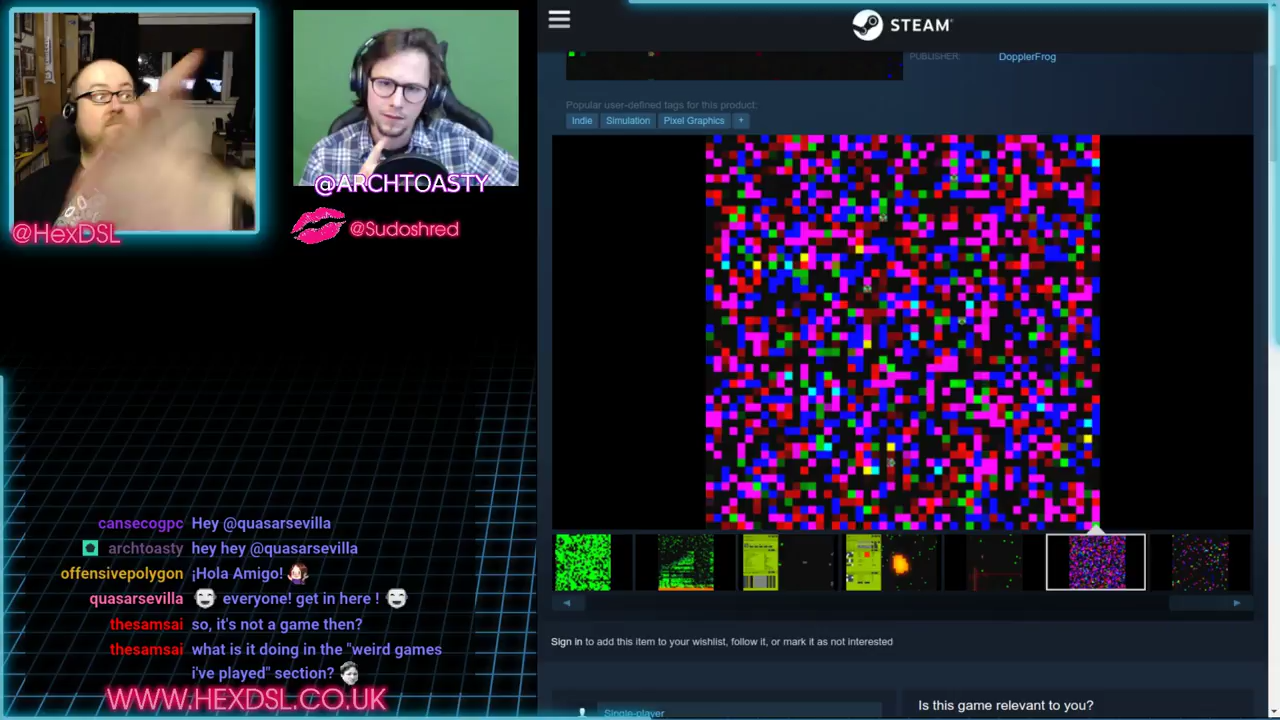 @HexDSL
@ARCHTOASTY
@Sudoshred
cansecogpc Hey @quasarsevilla
archtoasty hey hey @quasarsevilla
offensivepolygon ¡Hola Amigo!
quasarsevilla everyone! get in here !
thesamsai so, it's not a game then?
thesamsai what is it doing in the "weird games
i've played" section?
WWW.HEXDSL.CO.UK
STEAM
PUBLISHER: DopplerFrog
Popular user-defined tags for this product:
Indie Simulation Pixel Graphics +
Sign in to add this item to your wishlist, follow it, or mark it as not interested
Single-player
Is this game relevant to you?